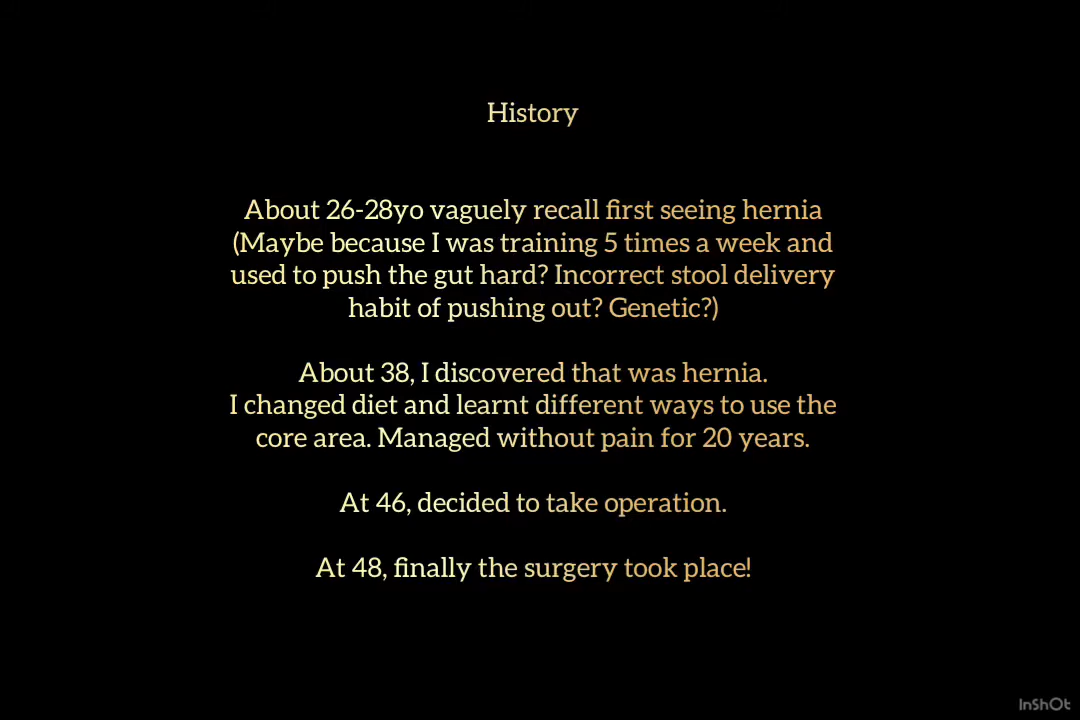 History
About 26-28yo vaguely recall first seeing hernia
(Maybe because I was training 5 times a week and
used to push the gut hard? Incorrect stool delivery
habit of pushing out? Genetic?)
About 38, I discovered that was hernia.
I changed diet and learnt different ways to use the
core area. Managed without pain for 20 years.
At 46, decided to take operation.
At 48, finally the surgery took place!
InShOt